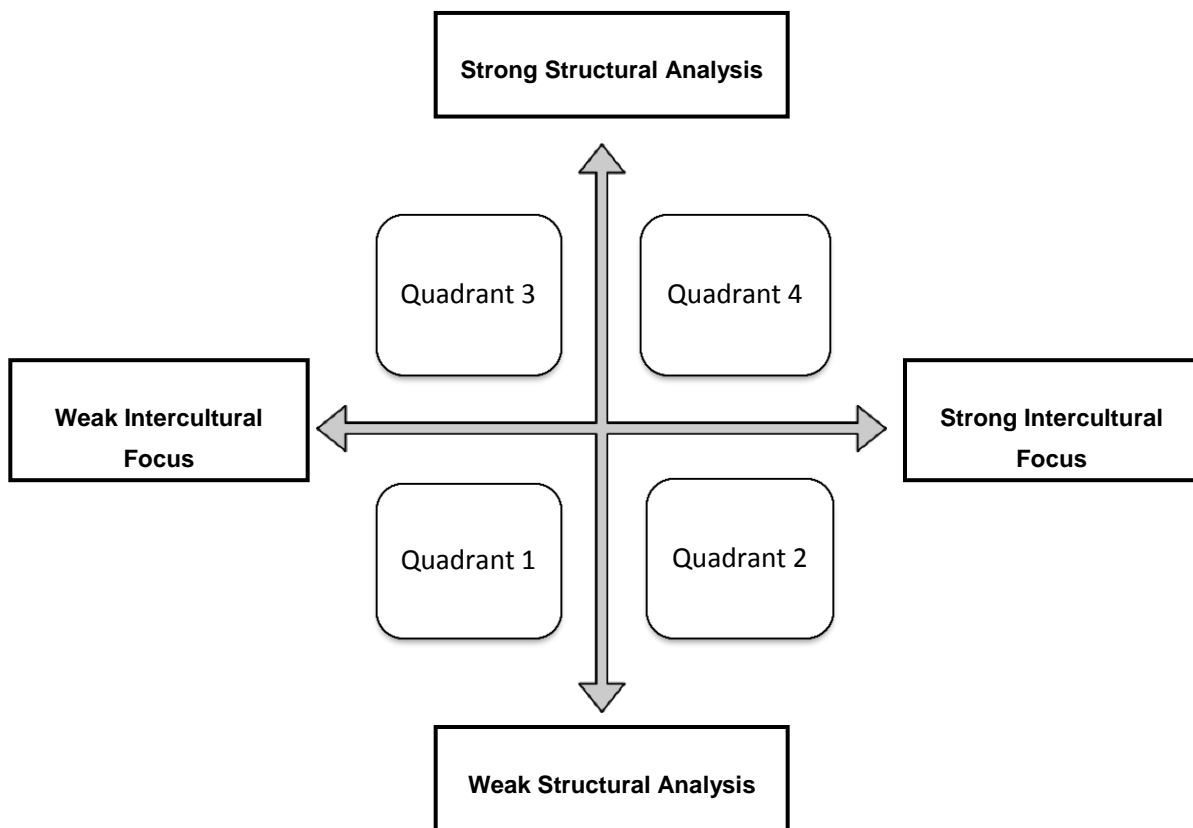 Strong Structural Analysis
Quadrant 3
Quadrant 4
Weak Intercultural
Focus
Strong Intercultural
Focus
Quadrant 1
Quadrant 2
Weak Structural Analysis